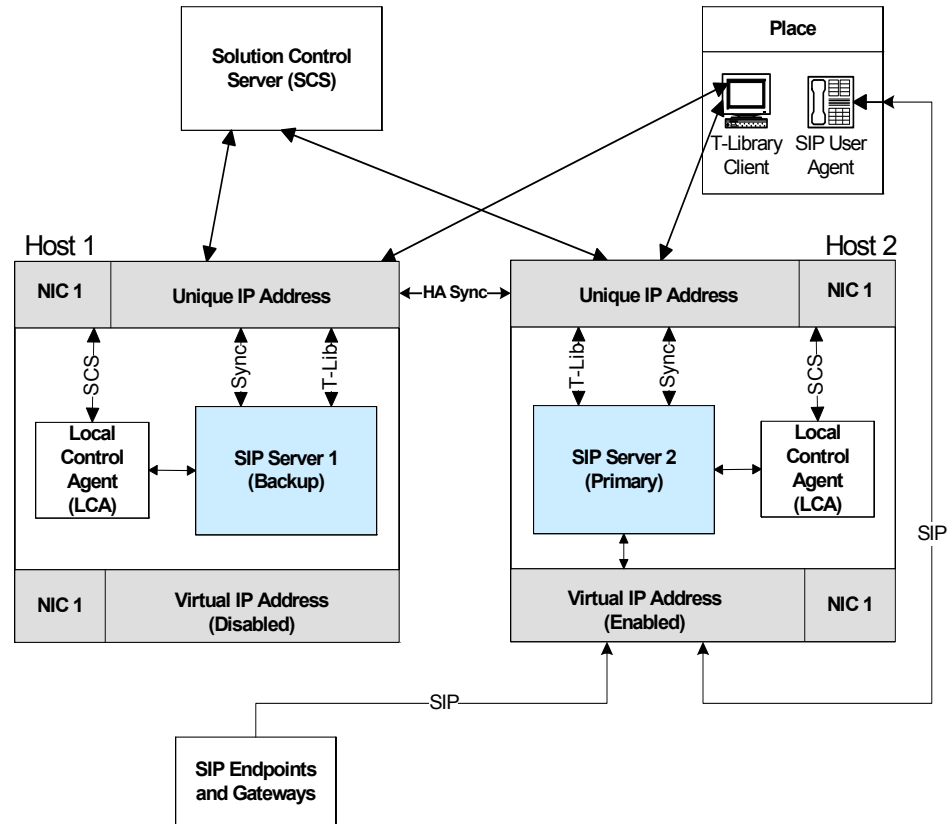 Solution Control
Server (SCS)
Place
T-Library
Client
SIP User
Agent
Host 1
Host 2
NIC 1
Unique IP Address
HA Sync
Unique IP Address
NIC 1
SCS
Sync
T-Lib
T-Lib
Sync
SCS
Local
Control
Agent
(LCA)
SIP Server 1
(Backup)
SIP Server 2
(Primary)
Local
Control
Agent
(LCA)
SIP
NIC 1
Virtual IP Address
(Disabled)
Virtual IP Address
(Enabled)
NIC 1
SIP
SIP Endpoints
and Gateways